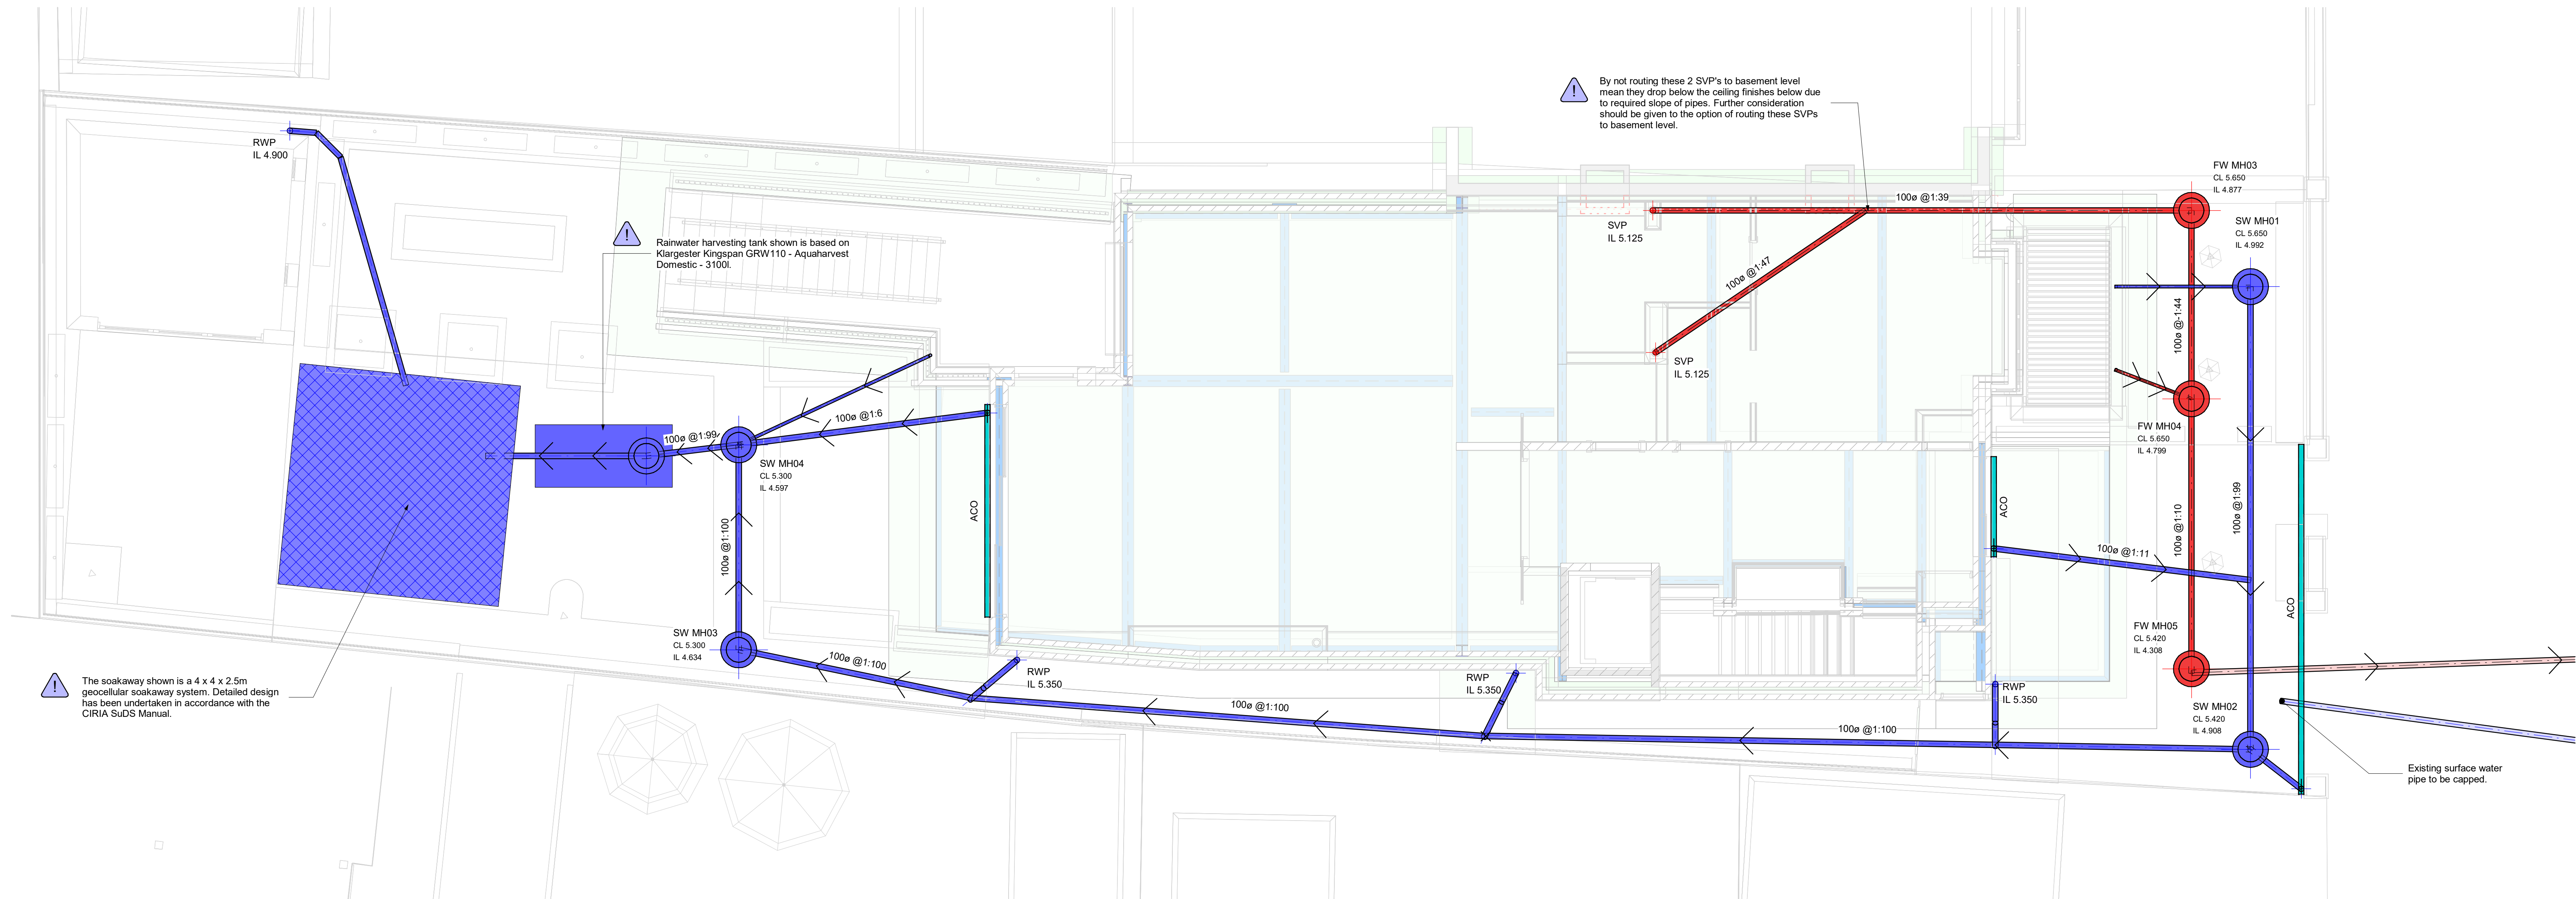 By not routing these 2 SVP's to basement level
mean they drop below the ceiling finishes below due
to required slope of pipes. Further consideration
should be given to the option of routing these SVPs
to basement level.
RWP
IL 4.900
FW MH03
CL 5.650
IL 4.877
100ø @1:39
SVP
IL 5.125
SW MH01
CL 5.650
IL 4.992
Rainwater harvesting tank shown is based on
Klargester Kingspan GRW110 - Aquaharvest
Domestic - 3100l.
100ø @1:47
100ø @-1:44
SVP
IL 5.125
100ø @1:6
100ø @1:99
FW MH04
CL 5.650
IL 4.799
SW MH04
CL 5.300
IL 4.597
ACO
ACO
100ø @1:99
100ø @1:10
100ø @1:100
100ø @1:11
ACO
SW MH03
CL 5.300
IL 4.634
FW MH05
CL 5.420
IL 4.308
100ø @1:100
RWP
IL 5.350
RWP
IL 5.350
RWP
IL 5.350
The soakaway shown is a 4 x 4 x 2.5m
geocellular soakaway system. Detailed design
has been undertaken in accordance with the
CIRIA SuDS Manual.
100ø @1:100
100ø @1:100
SW MH02
CL 5.420
IL 4.908
Existing surface water
pipe to be capped.